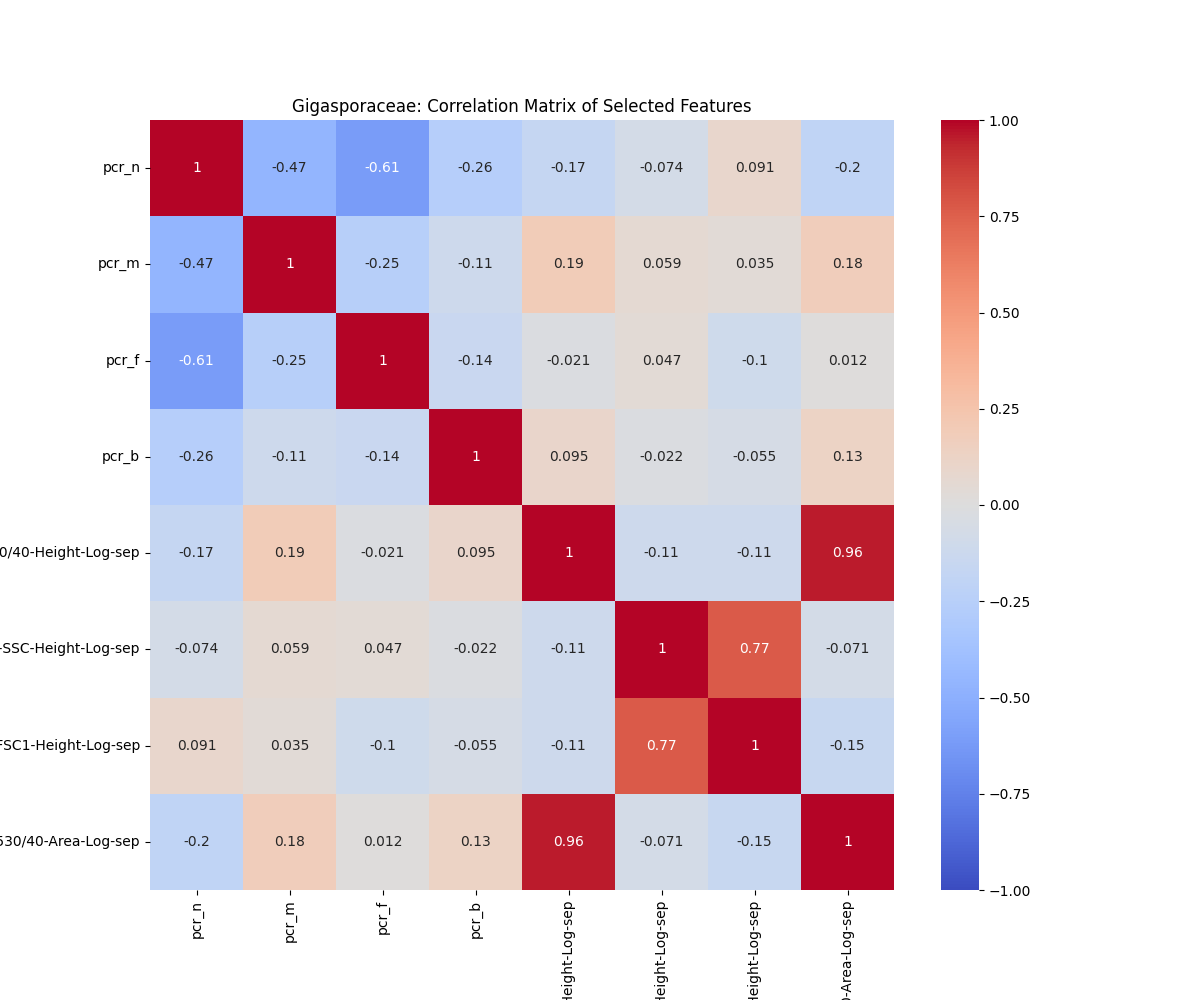 Gigasporaceae: Correlation Matrix of Selected Features
pcr_n 1 -0.47 -0.61 -0.26 -0.17 -0.074 0.091 -0.2
pcr_m -0.47 1 -0.25 -0.11 0.19 0.059 0.035 0.18
pcr_f -0.61 -0.25 1 -0.14 -0.021 0.047 -0.1 0.012
pcr_b -0.26 -0.11 -0.14 1 0.095 -0.022 -0.055 0.13
0/40-Height-Log-sep -0.17 0.19 -0.021 0.095 1 -0.11 -0.11 0.96
-SSC-Height-Log-sep -0.074 0.059 0.047 -0.022 -0.11 1 0.77 -0.071
FSC1-Height-Log-sep 0.091 0.035 -0.1 -0.055 -0.11 0.77 1 -0.15
530/40-Area-Log-sep -0.2 0.18 0.012 0.13 0.96 -0.071 -0.15 1
pcr_n
pcr_m
pcr_f
pcr_b
Height-Log-sep
Height-Log-sep
Height-Log-sep
-Area-Log-sep
1.00
0.75
0.50
0.25
0.00
−0.25
−0.50
−0.75
−1.00